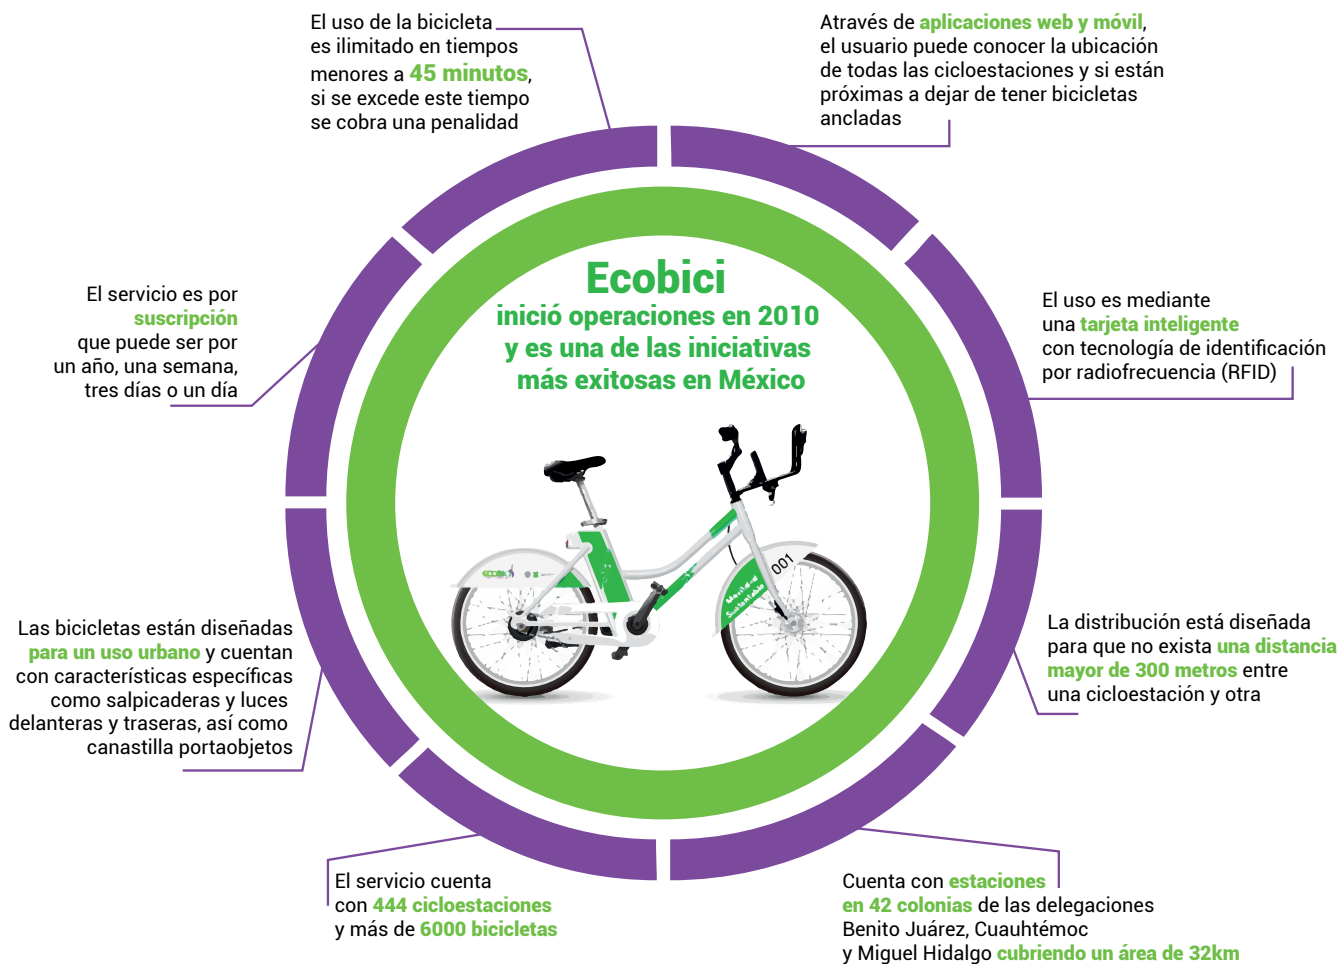 El uso de la bicicleta
es ilimitado en tiempos
menores a 45 minutos,
si se excede este tiempo
se cobra una penalidad
Através de aplicaciones web y móvil,
el usuario puede conocer la ubicación
de todas las cicloestaciones y si están
próximas a dejar de tener bicicletas
ancladas
El servicio es por
suscripción
que puede ser por
un año, una semana,
tres días o un día
Ecobici
inició operaciones en 2010
y es una de las iniciativas
más exitosas en México
El uso es mediante
una tarjeta inteligente
con tecnología de identificación
por radiofrecuencia (RFID)
001
Movilidad
Sustentable
Las bicicletas están diseñadas
para un uso urbano y cuentan
con características específicas
como salpicaderas y luces
delanteras y traseras, así como
canastilla portaobjetos
La distribución está diseñada
para que no exista una distancia
mayor de 300 metros entre
una cicloestación y otra
El servicio cuenta
con 444 cicloestaciones
y más de 6000 bicicletas
Cuenta con estaciones
en 42 colonias de las delegaciones
Benito Juárez, Cuauhtémoc
y Miguel Hidalgo cubriendo un área de 32km